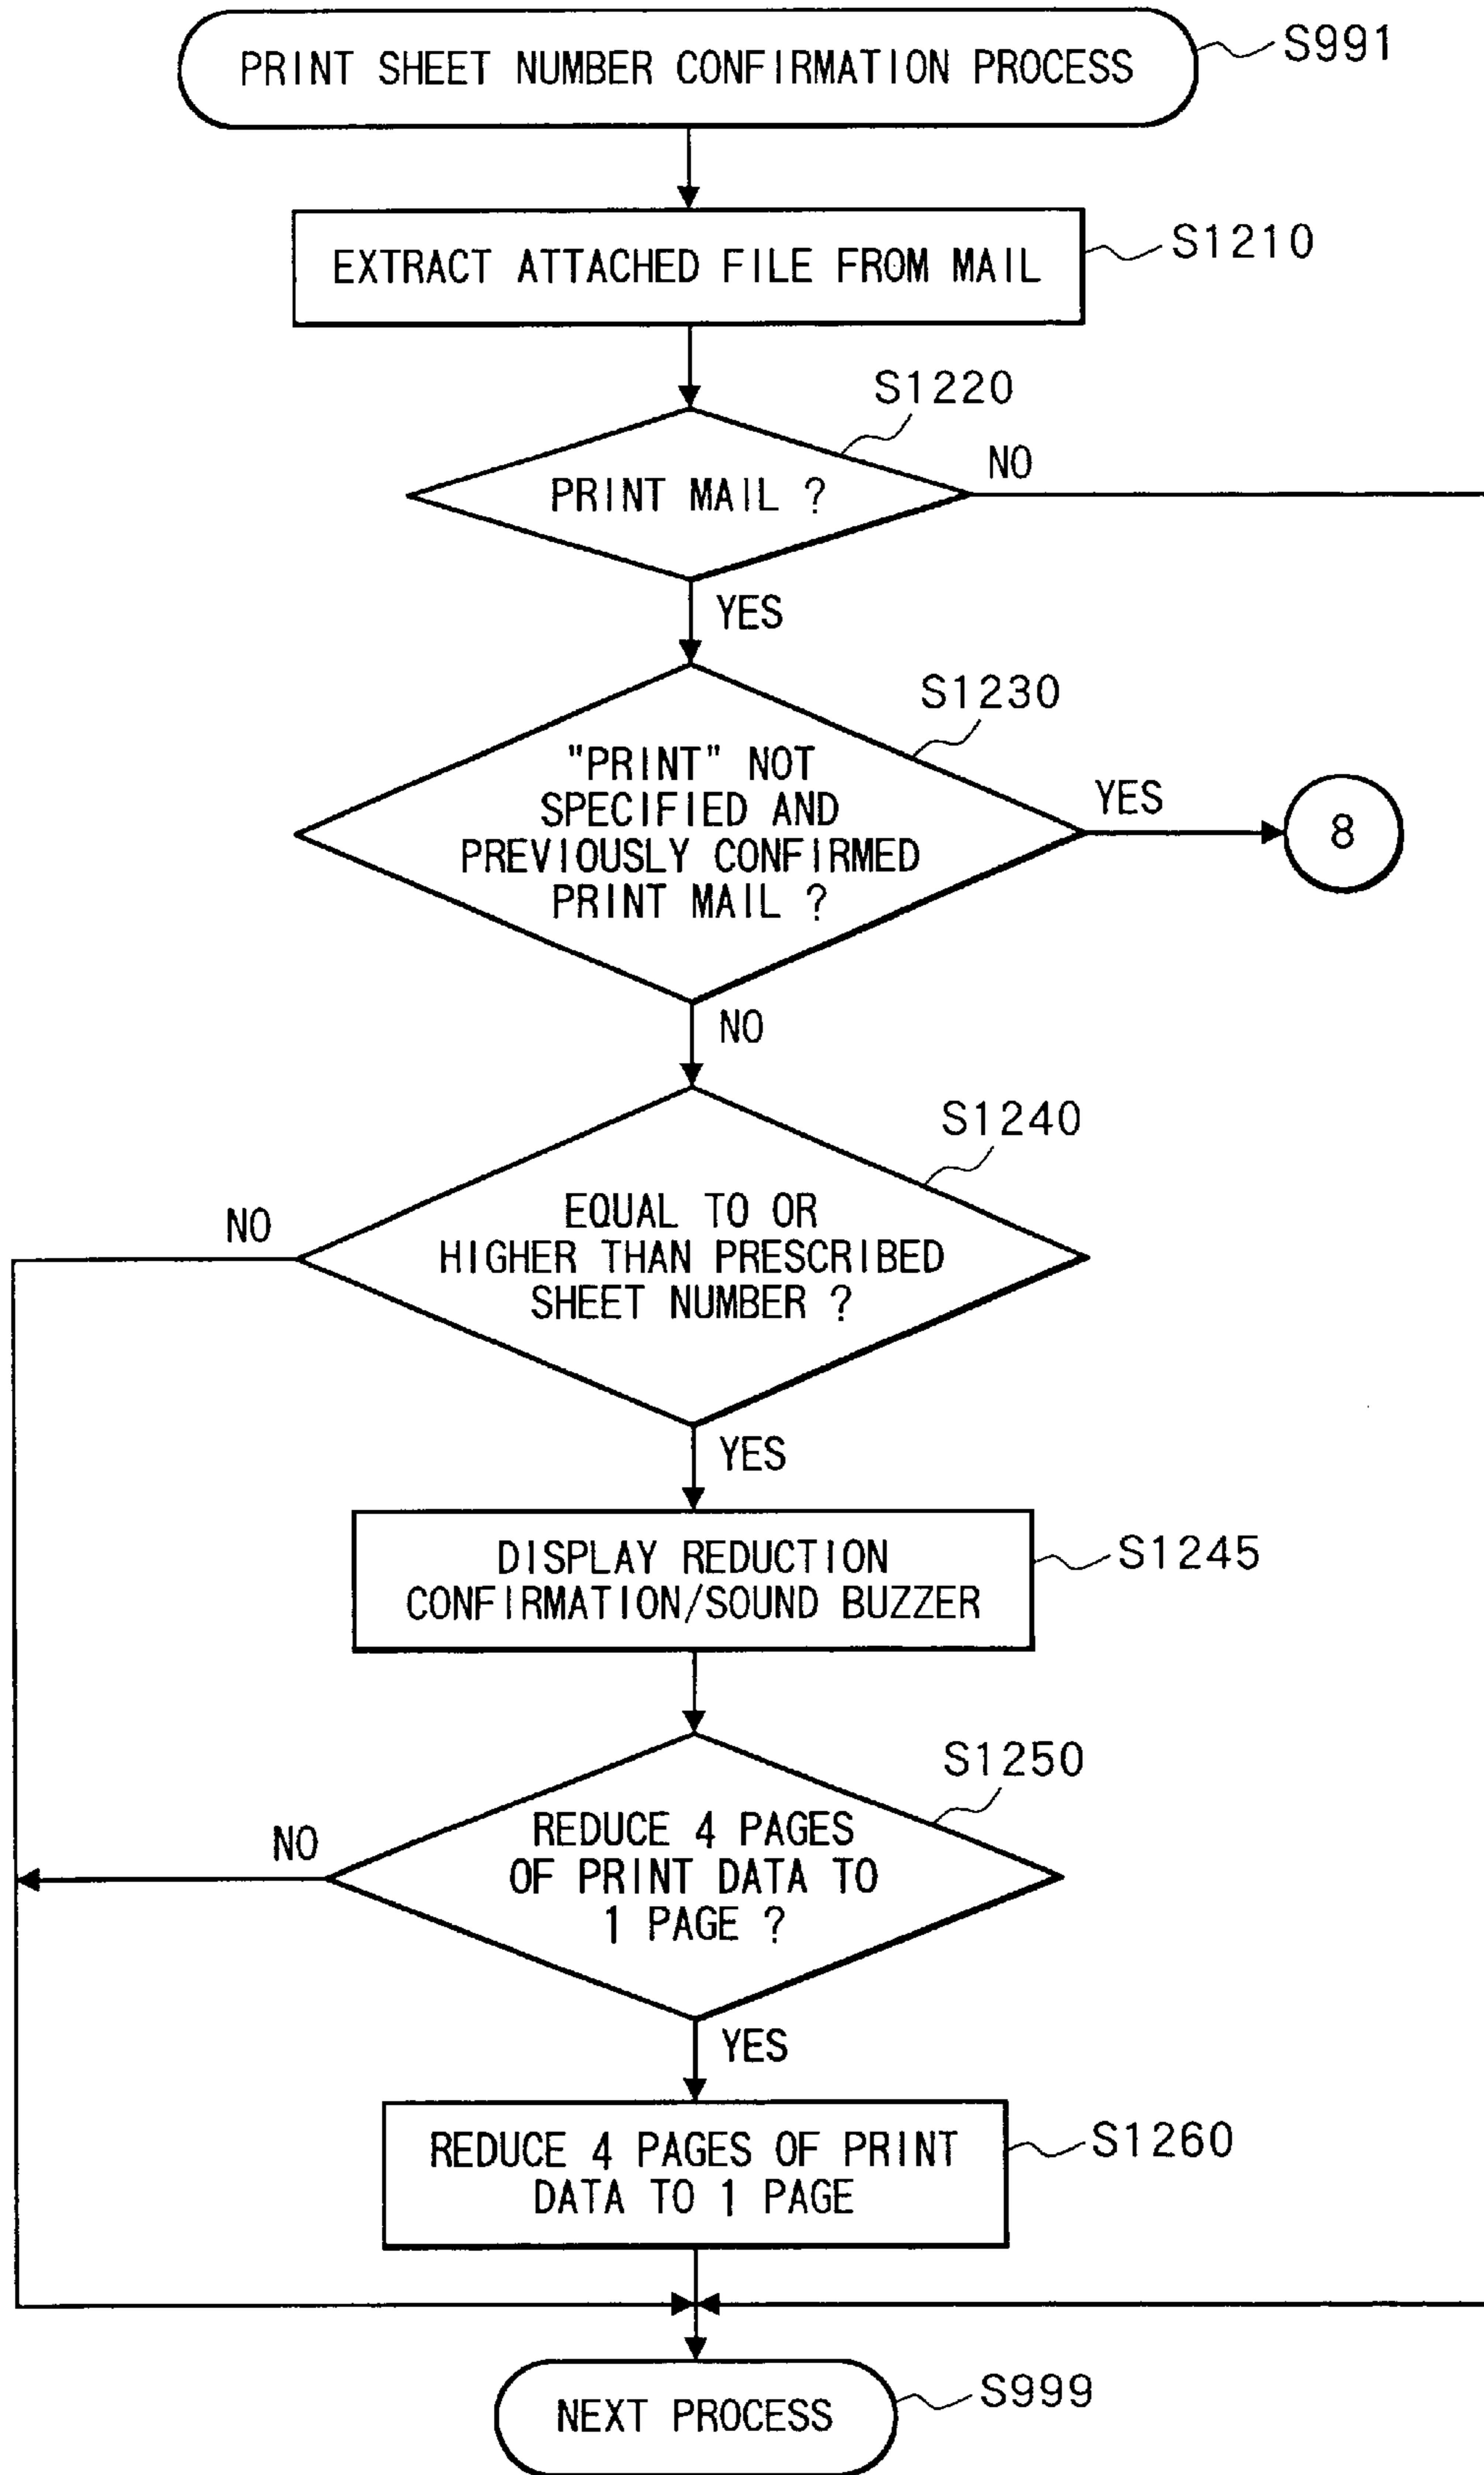 PRINT SHEET NUMBER CONFIRMATION PROCESS
S991
EXTRACT ATTACHED FILE FROM MAIL
S1210
S1220
PRINT MAIL ?
NO
YES
S1230
"PRINT" NOT
SPECIFIED AND
PREVIOUSLY CONFIRMED
PRINT MAIL ?
YES
8
NO
S1240
EQUAL TO OR
HIGHER THAN PRESCRIBED
SHEET NUMBER ?
NO
YES
DISPLAY REDUCTION
CONFIRMATION/SOUND BUZZER
S1245
S1250
REDUCE 4 PAGES
OF PRINT DATA TO
1 PAGE ?
NO
YES
REDUCE 4 PAGES OF PRINT
DATA TO 1 PAGE
S1260
NEXT PROCESS
S999